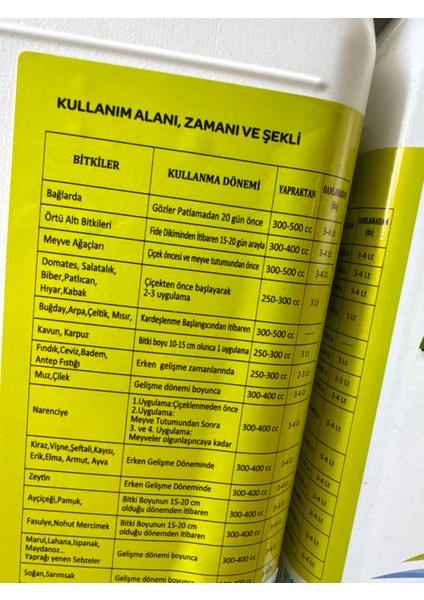 KULLANIM ALANI, ZAMANI VE ŞEKLİ
BİTKİLER KULLANMA DÖNEMİ YAPRAKTAN DAMLAMADAN (da)
Bağlarda Gözler Patlamadan 20 gün önce 300-500 cc 3-4 Lt
Örtü Altı Bitkileri Fide Dikiminden itibaren 15-20 gün arayla 300-400 cc 3-4 Lt
Meyve Ağaçları Çiçek öncesi ve meyve tutumundan önce 300-500 cc 3-4 Lt
Domates, Salatalık,
Biber,Patlıcan,
Hıyar,Kabak Çiçekten önce başlayarak
2-3 uygulama 250-300 cc 3 Lt
Buğday,Arpa,Çeltik, Mısır, Kardeşlenme Başlangıcından itibaren 300-500 cc
Kavun, Karpuz Bitki boyu 10-15 cm olunca 1 uygulama 250-300 cc 3 Lt
Fındık,Ceviz,Badem,
Antep Fıstığı Erken gelişme zamanlarında 250-300 cc 2-3 Lt
Muz,Çilek Gelişme dönemi boyunca 300-400 cc 3-4 Lt
Narenciye 1.Uygulama:Çiçeklenmeden önce
2.Uygulama:
Meyve Tutumundan Sonra
3. ve 4. Uygulama:
Meyveler olgunlaşıncaya kadar 300-400 cc 3-4 Lt
Kiraz,Vişne,Şeftali,Kayısı,
Erik,Elma, Armut, Ayva Erken Gelişme Döneminde 300-400 cc 3-4 Lt
Zeytin Erken Gelişme Döneminde 300-400 cc 3-4 Lt
Ayçiçeği,Pamuk, Bitki Boyunun 15-20 cm
olduğu dönemden itibaren 300-400 cc 3-4 Lt
Fasulye,Nohut Mercimek Bitki Boyunun 15-20 cm
olduğu dönemden itibaren 300-400 cc 3-4 Lt
Marul,Lahana,Ispanak,
Maydanoz...
Yaprağı yenen Sebzeler Gelişme dönemi boyunca 300-400 cc 3-4 Lt
Soğan,Sarımsak Gelişme dönemi boyunca 300-400 cc